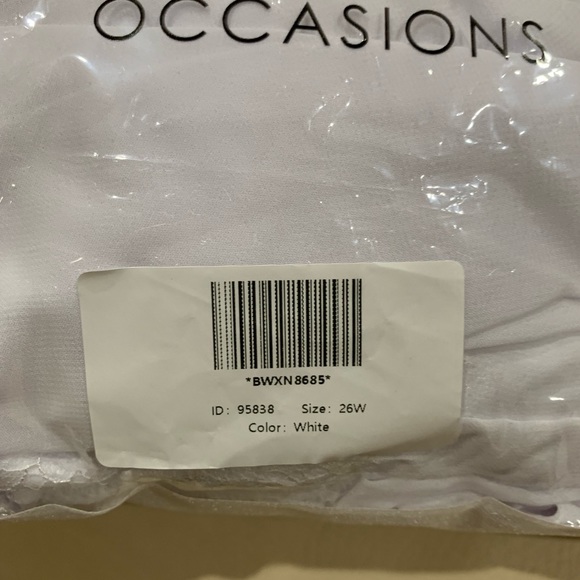 OCCASIONS
*BWXN8685*
ID: 95838 Size: 26W
Color: White